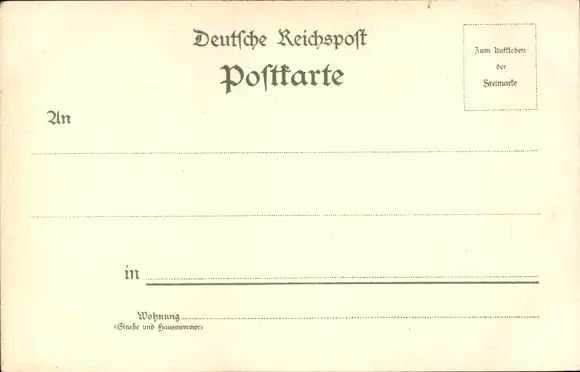 Deutſche Reichspoſt
Poſtkarte
Zum Aufkleben
der
Freimarke
An
in
Wohnung
(Straße und Hausnummer)